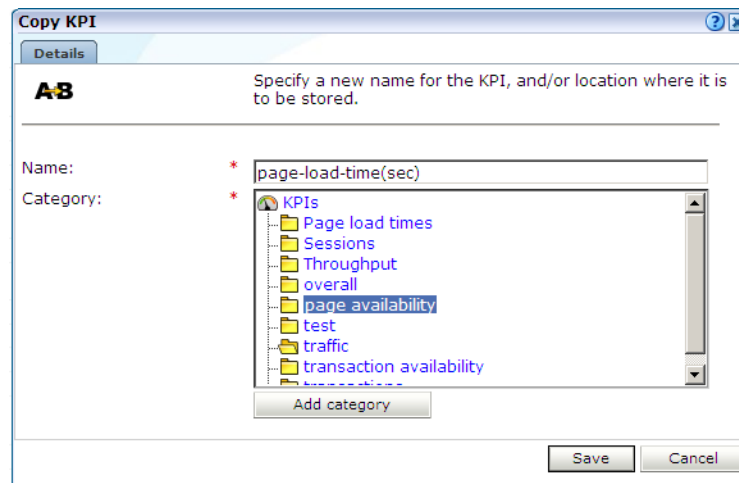 Copy KPI
?
Details
A B
Specify a new name for the KPI, and/or location where it is
to be stored.
Name: * page-load-time(sec)
Category: *
KPIs
Page load times
Sessions
Throughput
overall
page availability
test
traffic
transaction availability
transactions
Add category
Save Cancel